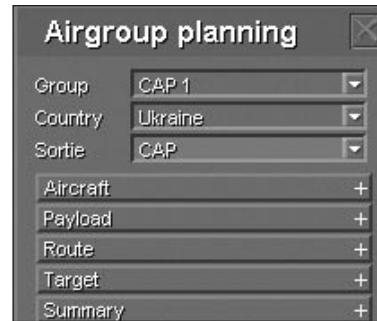 Airgroup planning
Group CAP 1
Country Ukraine
Sortie CAP
Aircraft +
Payload +
Route +
Target +
Summary +